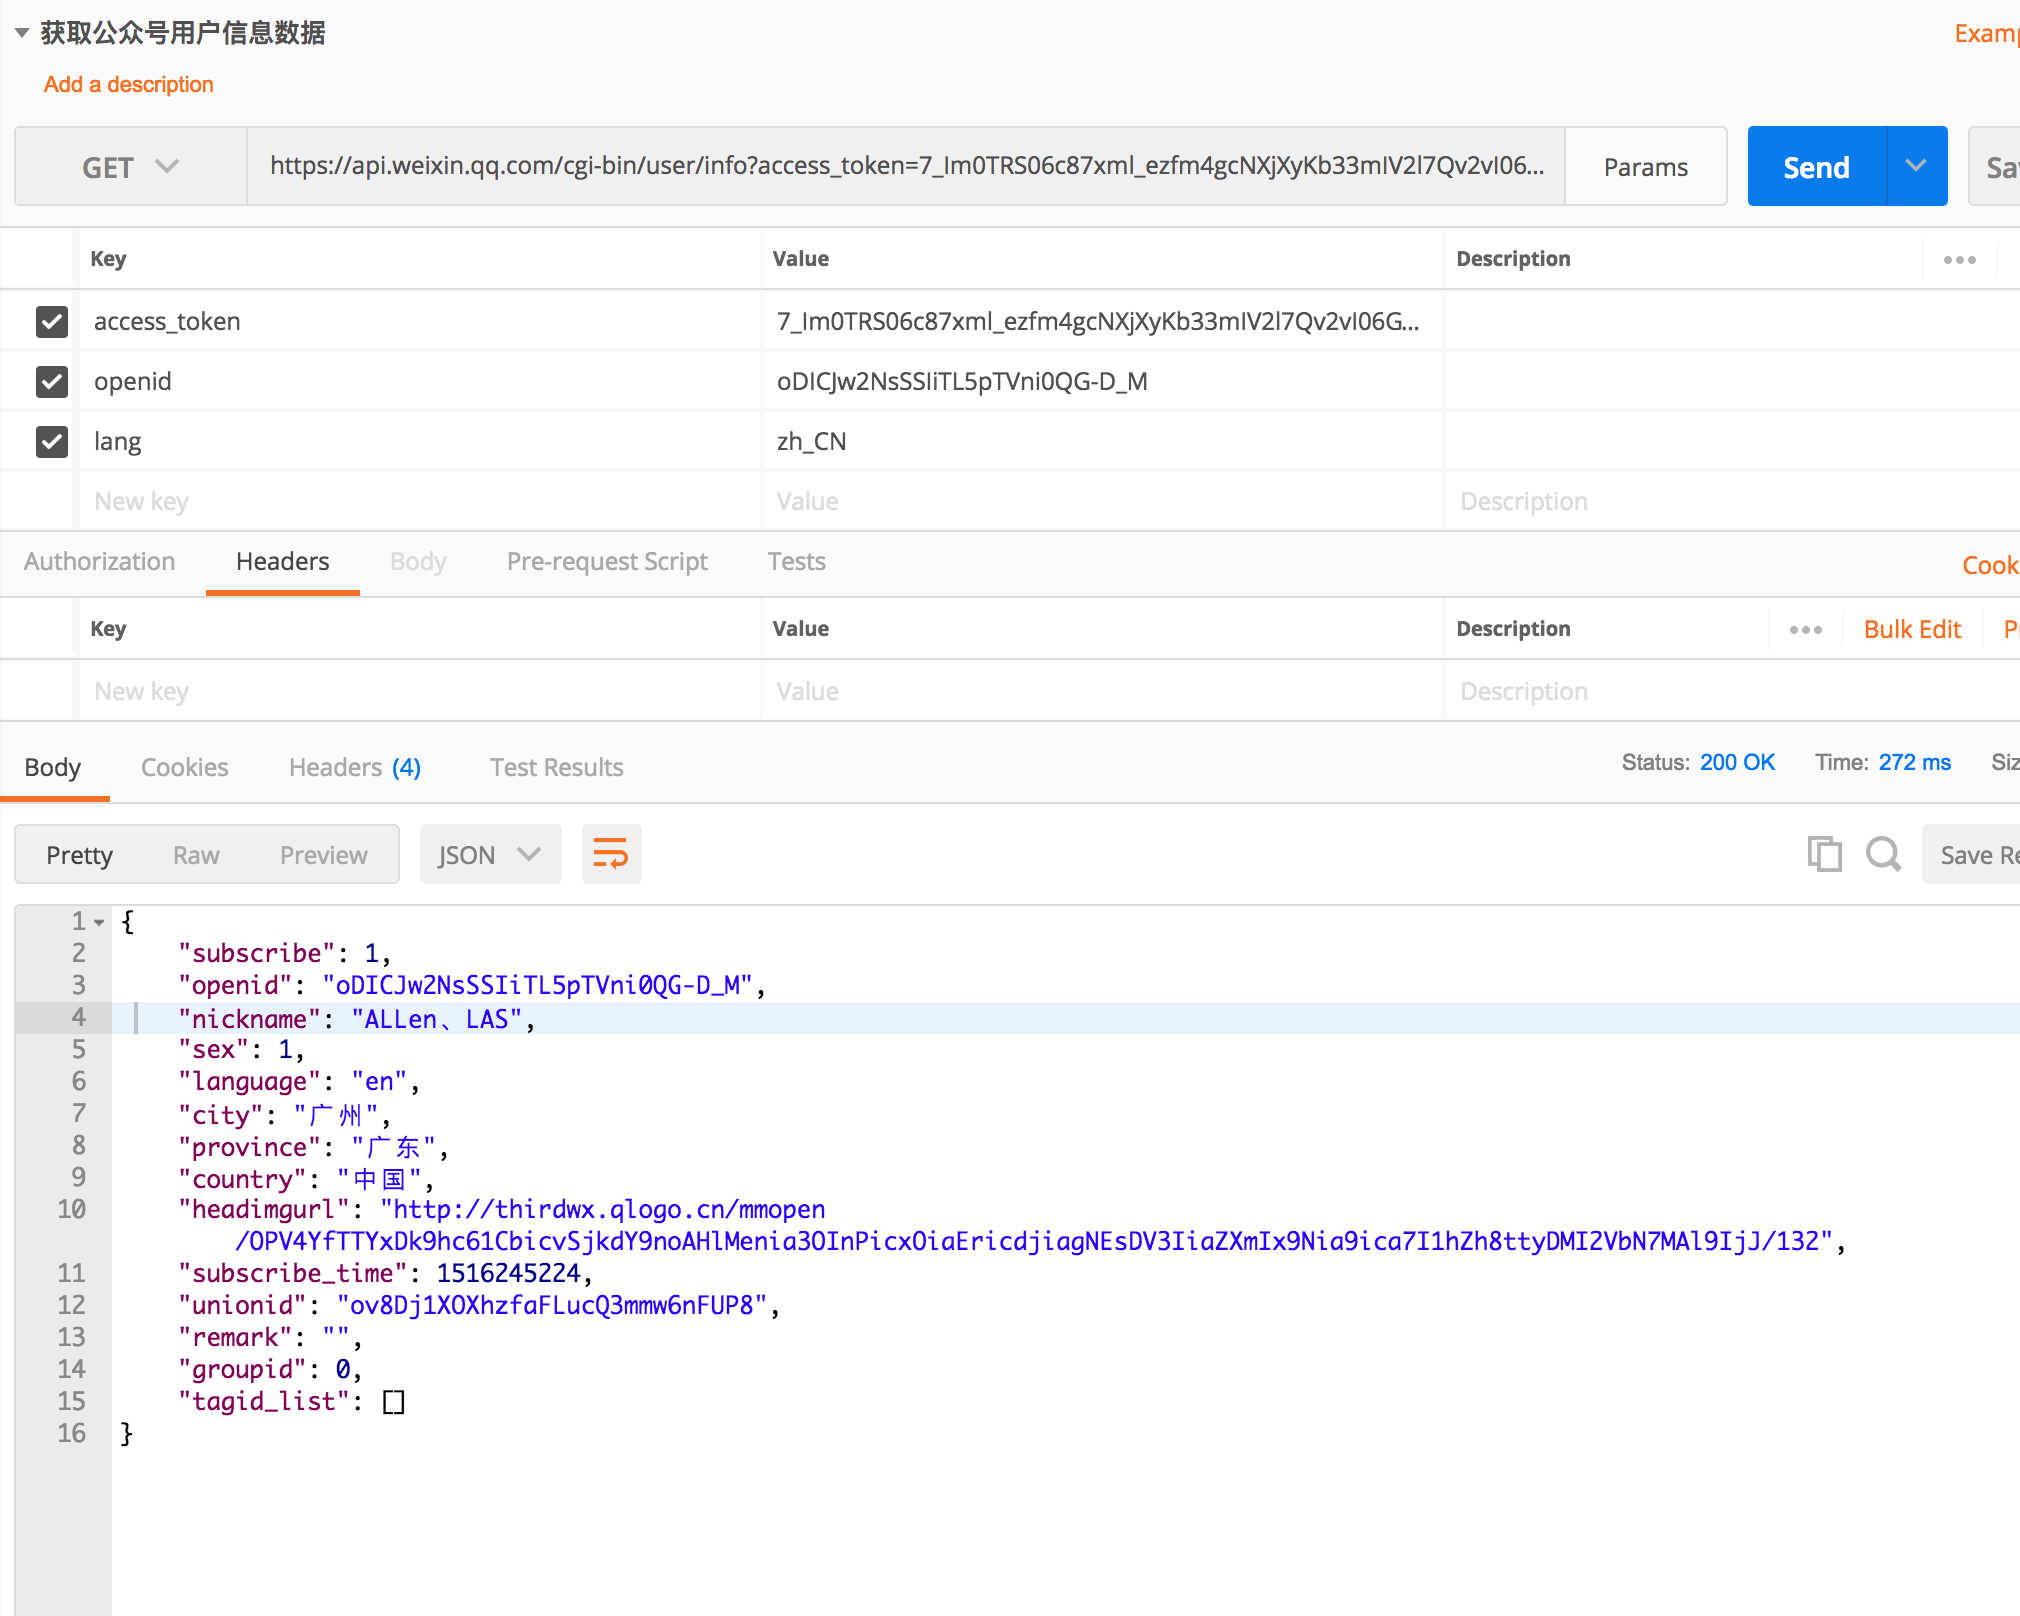 获取公众号用户信息数据
Examp
Add a description
GET https://api.weixin.qq.com/cgi-bin/user/info?access_token=7_Im0TRS06c87xml_ezfm4gcNXjXyKb33mIV2l7Qv2vI06... Params Send Sav
Key Value Description
access_token 7_Im0TRS06c87xml_ezfm4gcNXjXyKb33mIV2l7Qv2vI06G...
openid oDICJw2NsSSIiTL5pTVni0QG-D_M
lang zh_CN
New key Value Description
Authorization Headers Body Pre-request Script Tests Cook
Key Value Description Bulk Edit Pr
New key Value Description
Body Cookies Headers (4) Test Results Status: 200 OK Time: 272 ms Siz
Pretty Raw Preview JSON Save Re
1 {
2 "subscribe": 1,
3 "openid": "oDICJw2NsSSIiTL5pTVni0QG-D_M",
4 "nickname": "ALLen、LAS",
5 "sex": 1,
6 "language": "en",
7 "city": "广州",
8 "province": "广东",
9 "country": "中国",
10 "headimgurl": "http://thirdwx.qlogo.cn/mmopen
/OPV4YfTTYxDk9hc61CbicvSjkdY9noAHlMenia3OInPicxOiaEricdjiagNEsDV3IiaZXmIx9Nia9ica7I1hZh8ttyDMI2VbN7MAl9IjJ/132",
11 "subscribe_time": 1516245224,
12 "unionid": "ov8Dj1XOXhzfaFLucQ3mmw6nFUP8",
13 "remark": "",
14 "groupid": 0,
15 "tagid_list": []
16 }